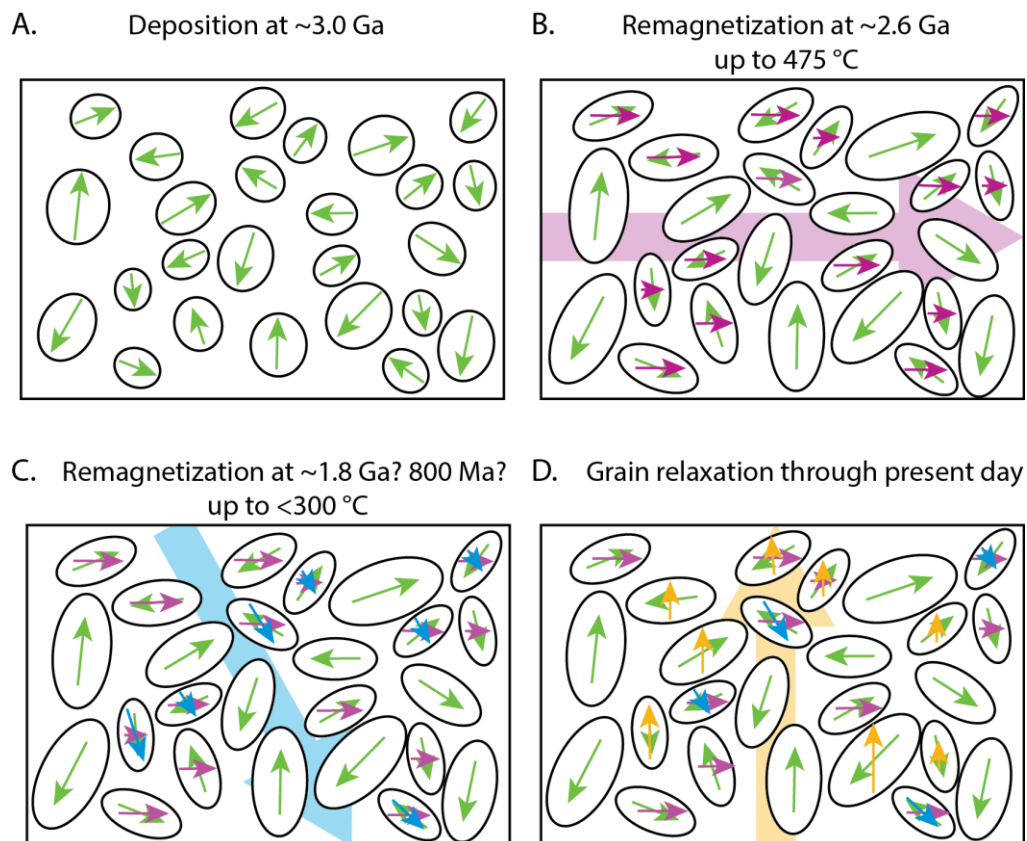 A. Deposition at ~3.0 Ga
B. Remagnetization at ~2.6 Ga
up to 475 °C
C. Remagnetization at ~1.8 Ga? 800 Ma?
up to <300 °C
D. Grain relaxation through present day